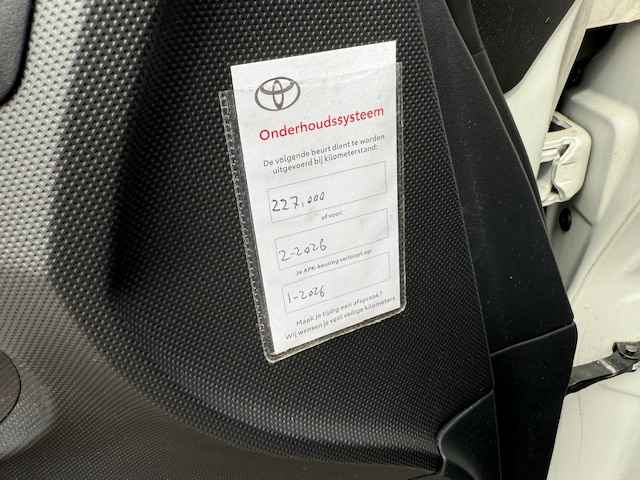 Onderhoudssysteem
De volgende beurt dient te worden
uitgevoerd bij kilometerstand:
227.000
of voor:
2-2026
Je APK-keuring verloopt op:
1-2026
Maak je tijdig een afspraak?
Wij wensen je veel veilige kilometers